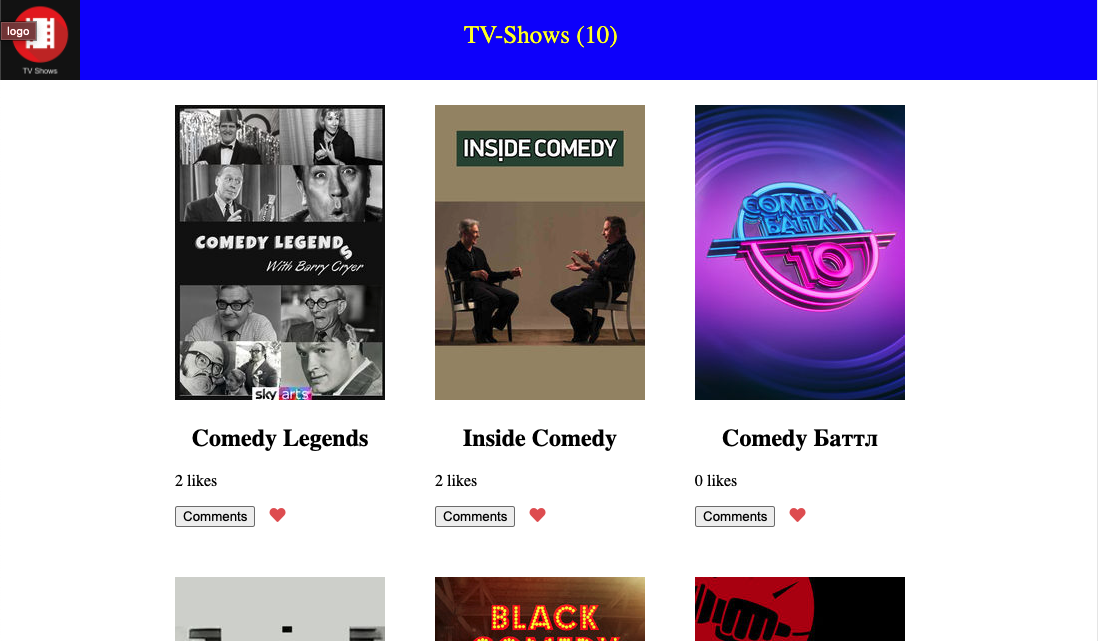 logo
TV Shows
TV-Shows (10)
COMEDY LEGENDS
With Barry Cryer
sky arts
INSIDE COMEDY
COMEDY
БАТТЛ
10
Comedy Legends
Inside Comedy
Comedy Баттл
2 likes
2 likes
0 likes
Comments
Comments
Comments
BLACK
COMEDY